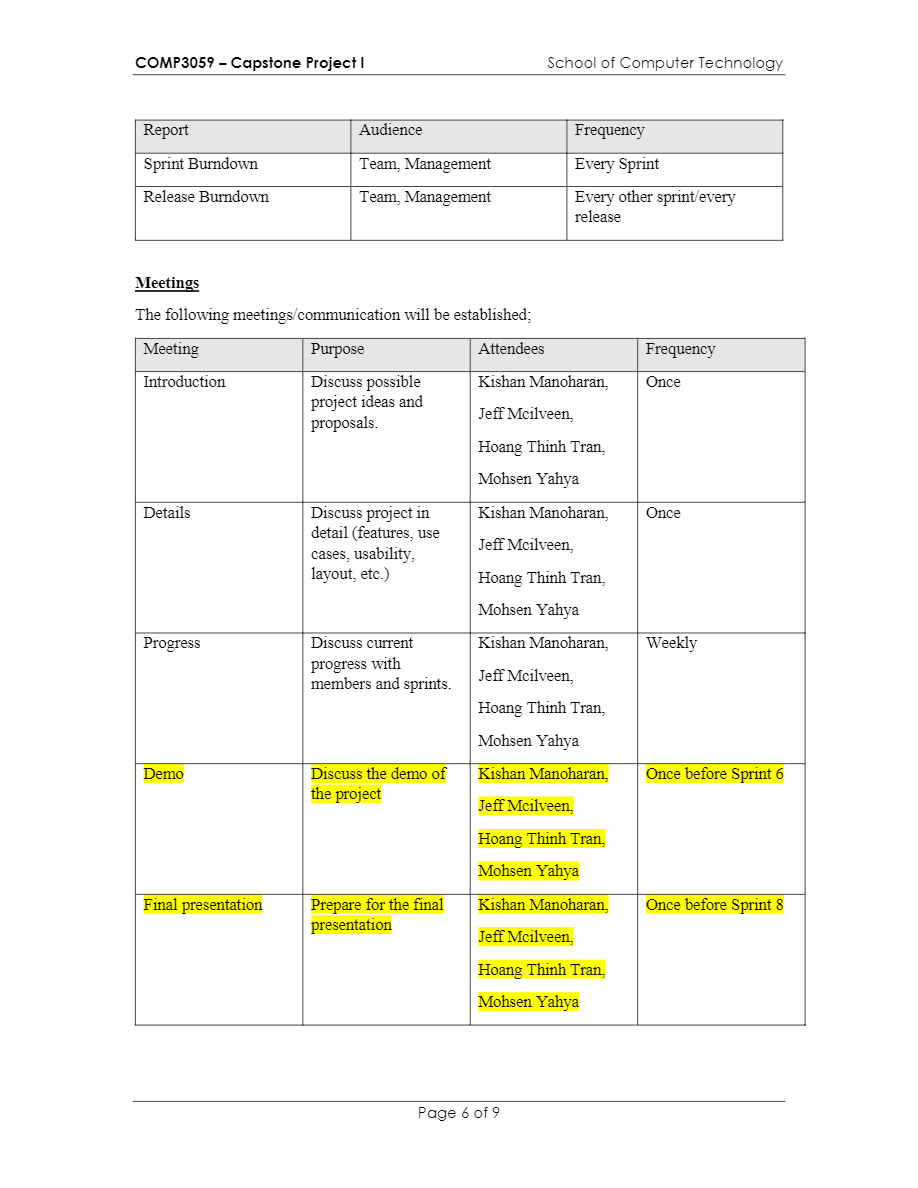 COMP3059 – Capstone Project I School of Computer Technology
Report Audience Frequency
Sprint Burndown Team, Management Every Sprint
Release Burndown Team, Management Every other sprint/every
release
Meetings
The following meetings/communication will be established;
Meeting Purpose Attendees Frequency
Introduction Discuss possible Kishan Manoharan, Once
project ideas and
proposals.
Jeff Mcilveen,
Hoang Thinh Tran,
Mohsen Yahya
Details Discuss project in Kishan Manoharan, Once
detail (features, use
cases, usability,
layout, etc.)
Jeff Mcilveen,
Hoang Thinh Tran,
Mohsen Yahya
Progress Discuss current Kishan Manoharan, Weekly
progress with
members and sprints.
Jeff Mcilveen,
Hoang Thinh Tran,
Mohsen Yahya
Demo Discuss the demo of Kishan Manoharan, Once before Sprint 6
the project
Jeff Mcilveen,
Hoang Thinh Tran,
Mohsen Yahya
Final presentation Prepare for the final Kishan Manoharan, Once before Sprint 8
presentation
Jeff Mcilveen,
Hoang Thinh Tran,
Mohsen Yahya
Page 6 of 9